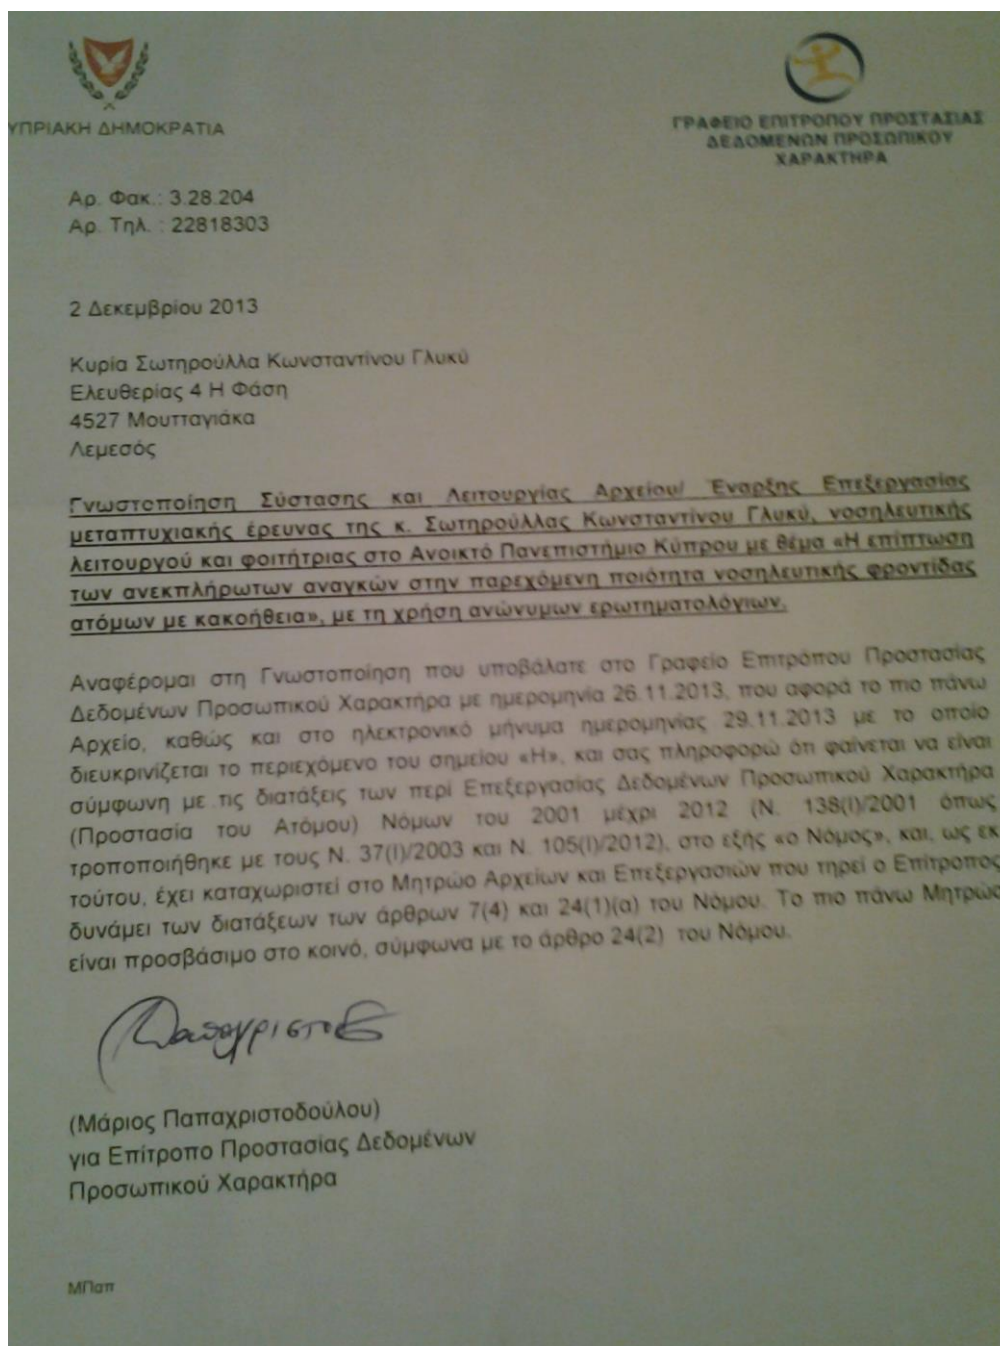 ΥΠΡΙΑΚΗ ΔΗΜΟΚΡΑΤΙΑ
ΓΡΑΦΕΙΟ ΕΠΙΤΡΟΠΟΥ ΠΡΟΣΤΑΣΙΑΣ
ΔΕΔΟΜΕΝΩΝ ΠΡΟΣΩΠΙΚΟΥ
ΧΑΡΑΚΤΗΡΑ
Αρ. Φακ.: 3.28.204
Αρ. Τηλ. : 22818303
2 Δεκεμβρίου 2013
Κυρία Σωτηρούλλα Κωνσταντίνου Γλυκύ
Ελευθερίας 4 Η Φάση
4527 Μουτταγιάκα
Λεμεσός
Γνωστοποίηση Σύστασης και Λειτουργίας Αρχείου/ Έναρξης Επεξεργασίας
μεταπτυχιακής έρευνας της κ. Σωτηρούλλας Κωνσταντίνου Γλυκύ, νοσηλευτικής
λειτουργού και φοιτήτριας στο Ανοικτό Πανεπιστήμιο Κύπρου με θέμα «Η επίπτωση
των ανεκπλήρωτων αναγκών στην παρεχόμενη ποιότητα νοσηλευτικής φροντίδας
ατόμων με κακοήθεια», με τη χρήση ανώνυμων ερωτηματολόγιων.
Αναφέρομαι στη Γνωστοποίηση που υποβάλατε στο Γραφείο Επιτρόπου Προστασίας
Δεδομένων Προσωπικού Χαρακτήρα με ημερομηνία 26.11.2013, που αφορά το πιο πάνω
Αρχείο, καθώς και στο ηλεκτρονικό μήνυμα ημερομηνίας 29.11.2013 με το οποίο
διευκρινίζεται το περιεχόμενο του σημείου «Η», και σας πληροφορώ ότι φαίνεται να είναι
σύμφωνη με τις διατάξεις των περί Επεξεργασίας Δεδομένων Προσωπικού Χαρακτήρα
(Προστασία του Ατόμου) Νόμων του 2001 μέχρι 2012 (Ν. 138(Ι)/2001 όπως
τροποποιήθηκε με τους Ν. 37(Ι)/2003 και Ν. 105(Ι)/2012), στο εξής «ο Νόμος», και, ως εκ
τούτου, έχει καταχωριστεί στο Μητρώο Αρχείων και Επεξεργασιών που τηρεί ο Επίτροπος
δυνάμει των διατάξεων των άρθρων 7(4) και 24(1)(α) του Νόμου. Το πιο πάνω Μητρώο
είναι προσβάσιμο στο κοινό, σύμφωνα με το άρθρο 24(2) του Νόμου.
(Μάριος Παπαχριστοδούλου)
για Επίτροπο Προστασίας Δεδομένων
Προσωπικού Χαρακτήρα
ΜΠαπ